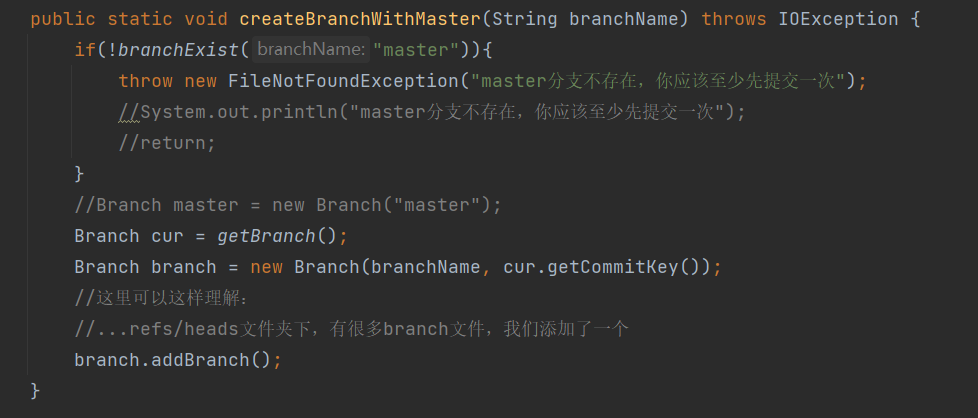 public static void createBranchWithMaster(String branchName) throws IOException {
if(!branchExist( branchName: "master")){
throw new FileNotFoundException("master分支不存在，你应该至少先提交一次");
//System.out.println("master分支不存在，你应该至少先提交一次");
//return;
}
//Branch master = new Branch("master");
Branch cur = getBranch();
Branch branch = new Branch(branchName, cur.getCommitKey());
//这里可以这样理解：
//...refs/heads文件夹下，有很多branch文件，我们添加了一个
branch.addBranch();
}